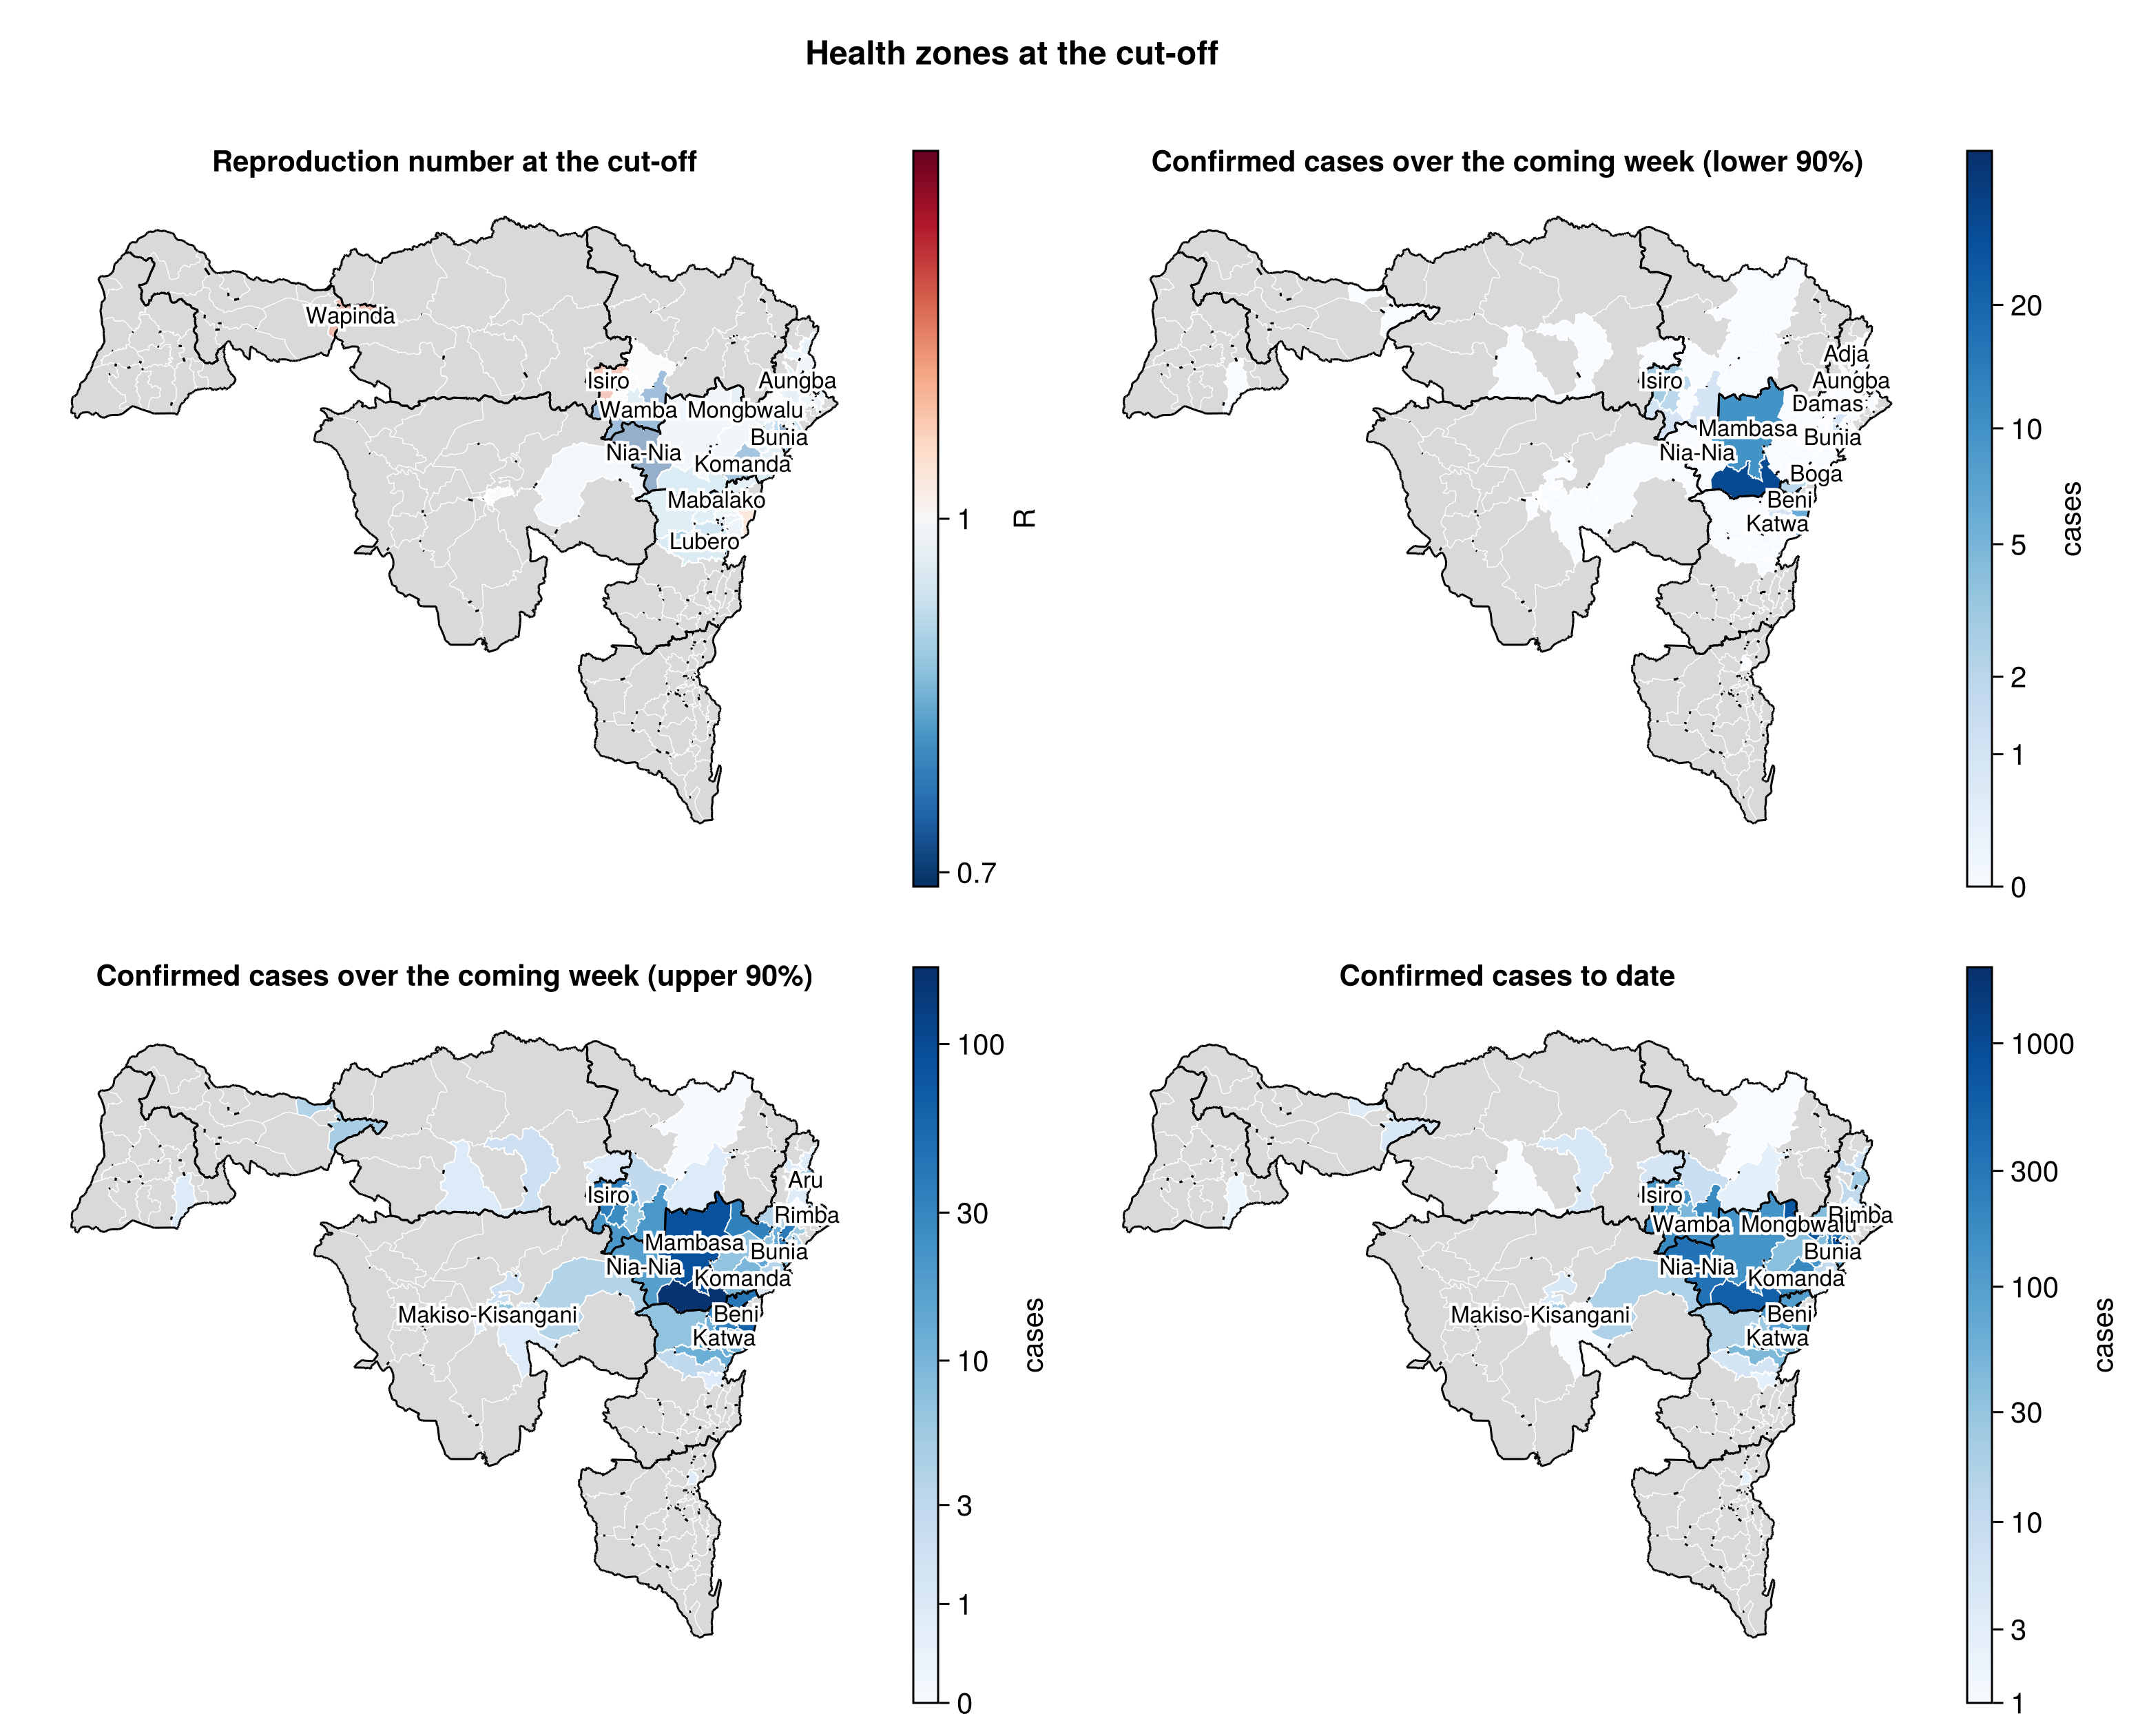 Health zones at the cut-off
Reproduction number at the cut-off
Wapinda
Isiro
Aungba
Wamba
Mongbwalu
Bunia
Nia-Nia
Komanda
Mabalako
Lubero
1
0.7
R
Confirmed cases over the coming week (lower 90%)
Adja
Isiro
Aungba
Damas
Mambasa
Bunia
Nia-Nia
Boga
Beni
Katwa
20
10
5
2
1
0
cases
Confirmed cases over the coming week (upper 90%)
Aru
Isiro
Rimba
Mambasa
Bunia
Nia-Nia
Komanda
Makiso-Kisangani
Beni
Katwa
100
30
10
3
1
0
cases
Confirmed cases to date
Isiro
Rimba
Wamba
Mongbwalu
Bunia
Nia-Nia
Komanda
Makiso-Kisangani
Beni
Katwa
1000
300
100
30
10
3
1
cases